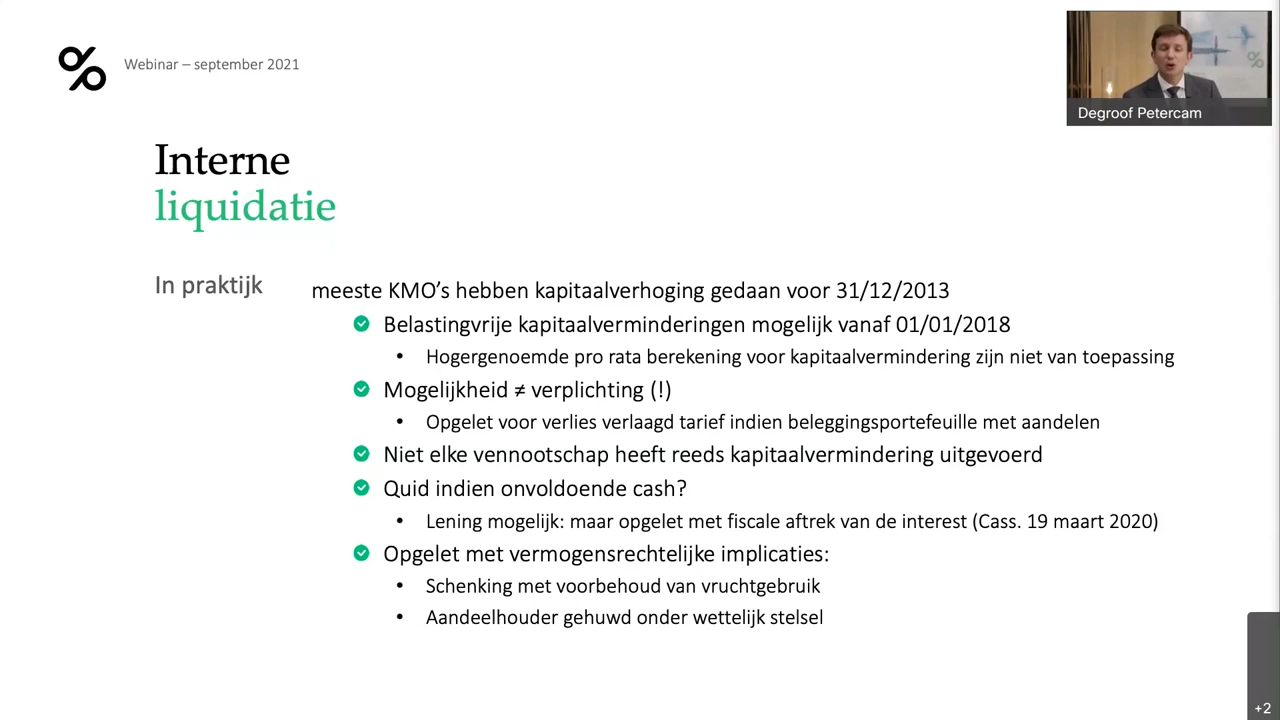 Webinar – september 2021
Degroof Petercam
Interne
liquidatie
In praktijk
meeste KMO's hebben kapitaalverhoging gedaan voor 31/12/2013
Belastingvrije kapitaalverminderingen mogelijk vanaf 01/01/2018
• Hogergenoemde pro rata berekening voor kapitaalvermindering zijn niet van toepassing
Mogelijkheid ≠ verplichting (!)
• Opgelet voor verlies verlaagd tarief indien beleggingsportefeuille met aandelen
Niet elke vennootschap heeft reeds kapitaalvermindering uitgevoerd
Quid indien onvoldoende cash?
• Lening mogelijk: maar opgelet met fiscale aftrek van de interest (Cass. 19 maart 2020)
Opgelet met vermogensrechtelijke implicaties:
• Schenking met voorbehoud van vruchtgebruik
• Aandeelhouder gehuwd onder wettelijk stelsel
+2